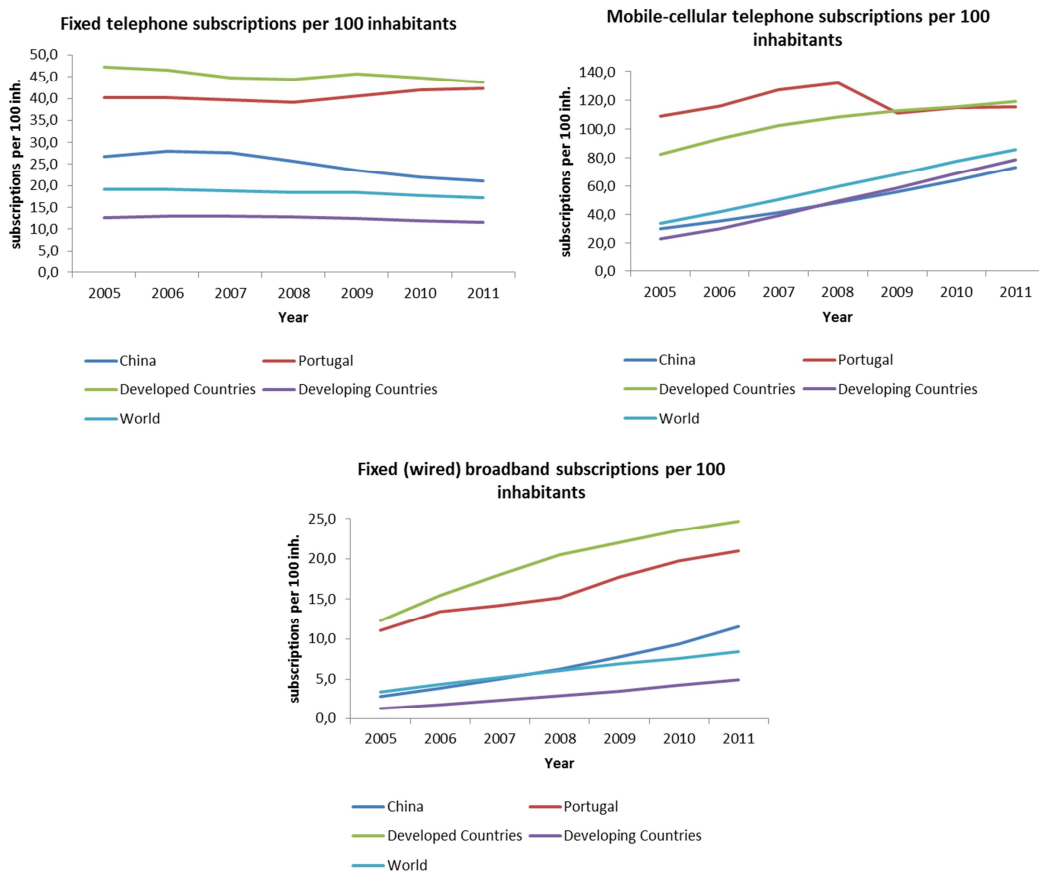 Fixed telephone subscriptions per 100 inhabitants
subscriptions per 100 inh.
50,0
45,0
40,0
35,0
30,0
25,0
20,0
15,0
10,0
5,0
0,0
2005 2006 2007 2008 2009 2010 2011
Year
China Portugal
Developed Countries Developing Countries
World
Mobile-cellular telephone subscriptions per 100
inhabitants
subscriptions per 100 inh.
140,0
120,0
100,0
80,0
60,0
40,0
20,0
0,0
2005 2006 2007 2008 2009 2010 2011
Year
China Portugal
Developed Countries Developing Countries
World
Fixed (wired) broadband subscriptions per 100
inhabitants
subscriptions per 100 inh.
25,0
20,0
15,0
10,0
5,0
0,0
2005 2006 2007 2008 2009 2010 2011
Year
China Portugal
Developed Countries Developing Countries
World